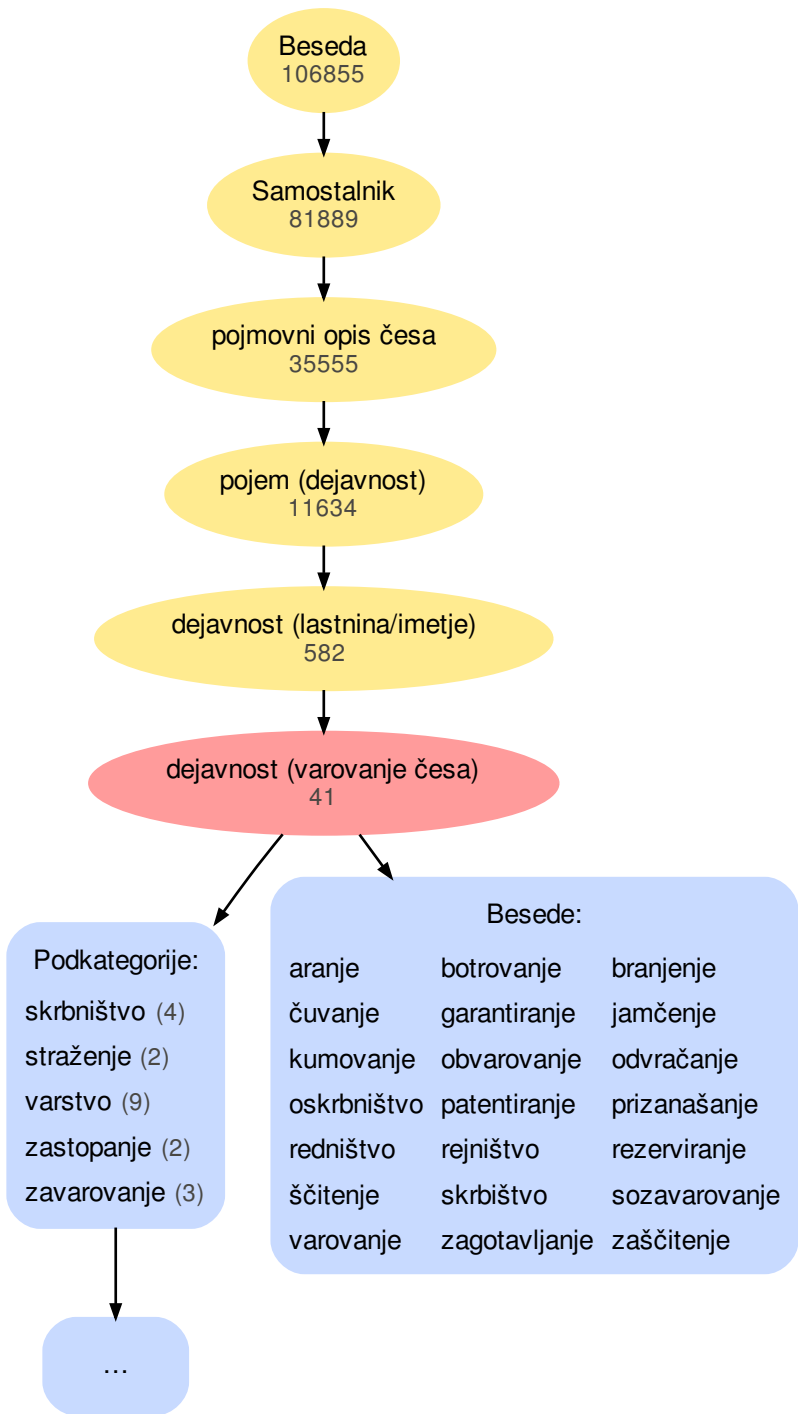 Beseda
106855
Samostalnik
81889
pojmovni opis česa
35555
pojem (dejavnost)
11634
dejavnost (lastnina/imetje)
582
dejavnost (varovanje česa)
41
Podkategorije:
skrbništvo (4)
straženje (2)
varstvo (9)
zastopanje (2)
zavarovanje (3)
...
Besede:
aranje botrovanje branjenje
čuvanje garantiranje jamčenje
kumovanje obvarovanje odvračanje
oskrbništvo patentiranje prizanašanje
redništvo rejništvo rezerviranje
ščitenje skrbištvo sozavarovanje
varovanje zagotavljanje zaščitenje